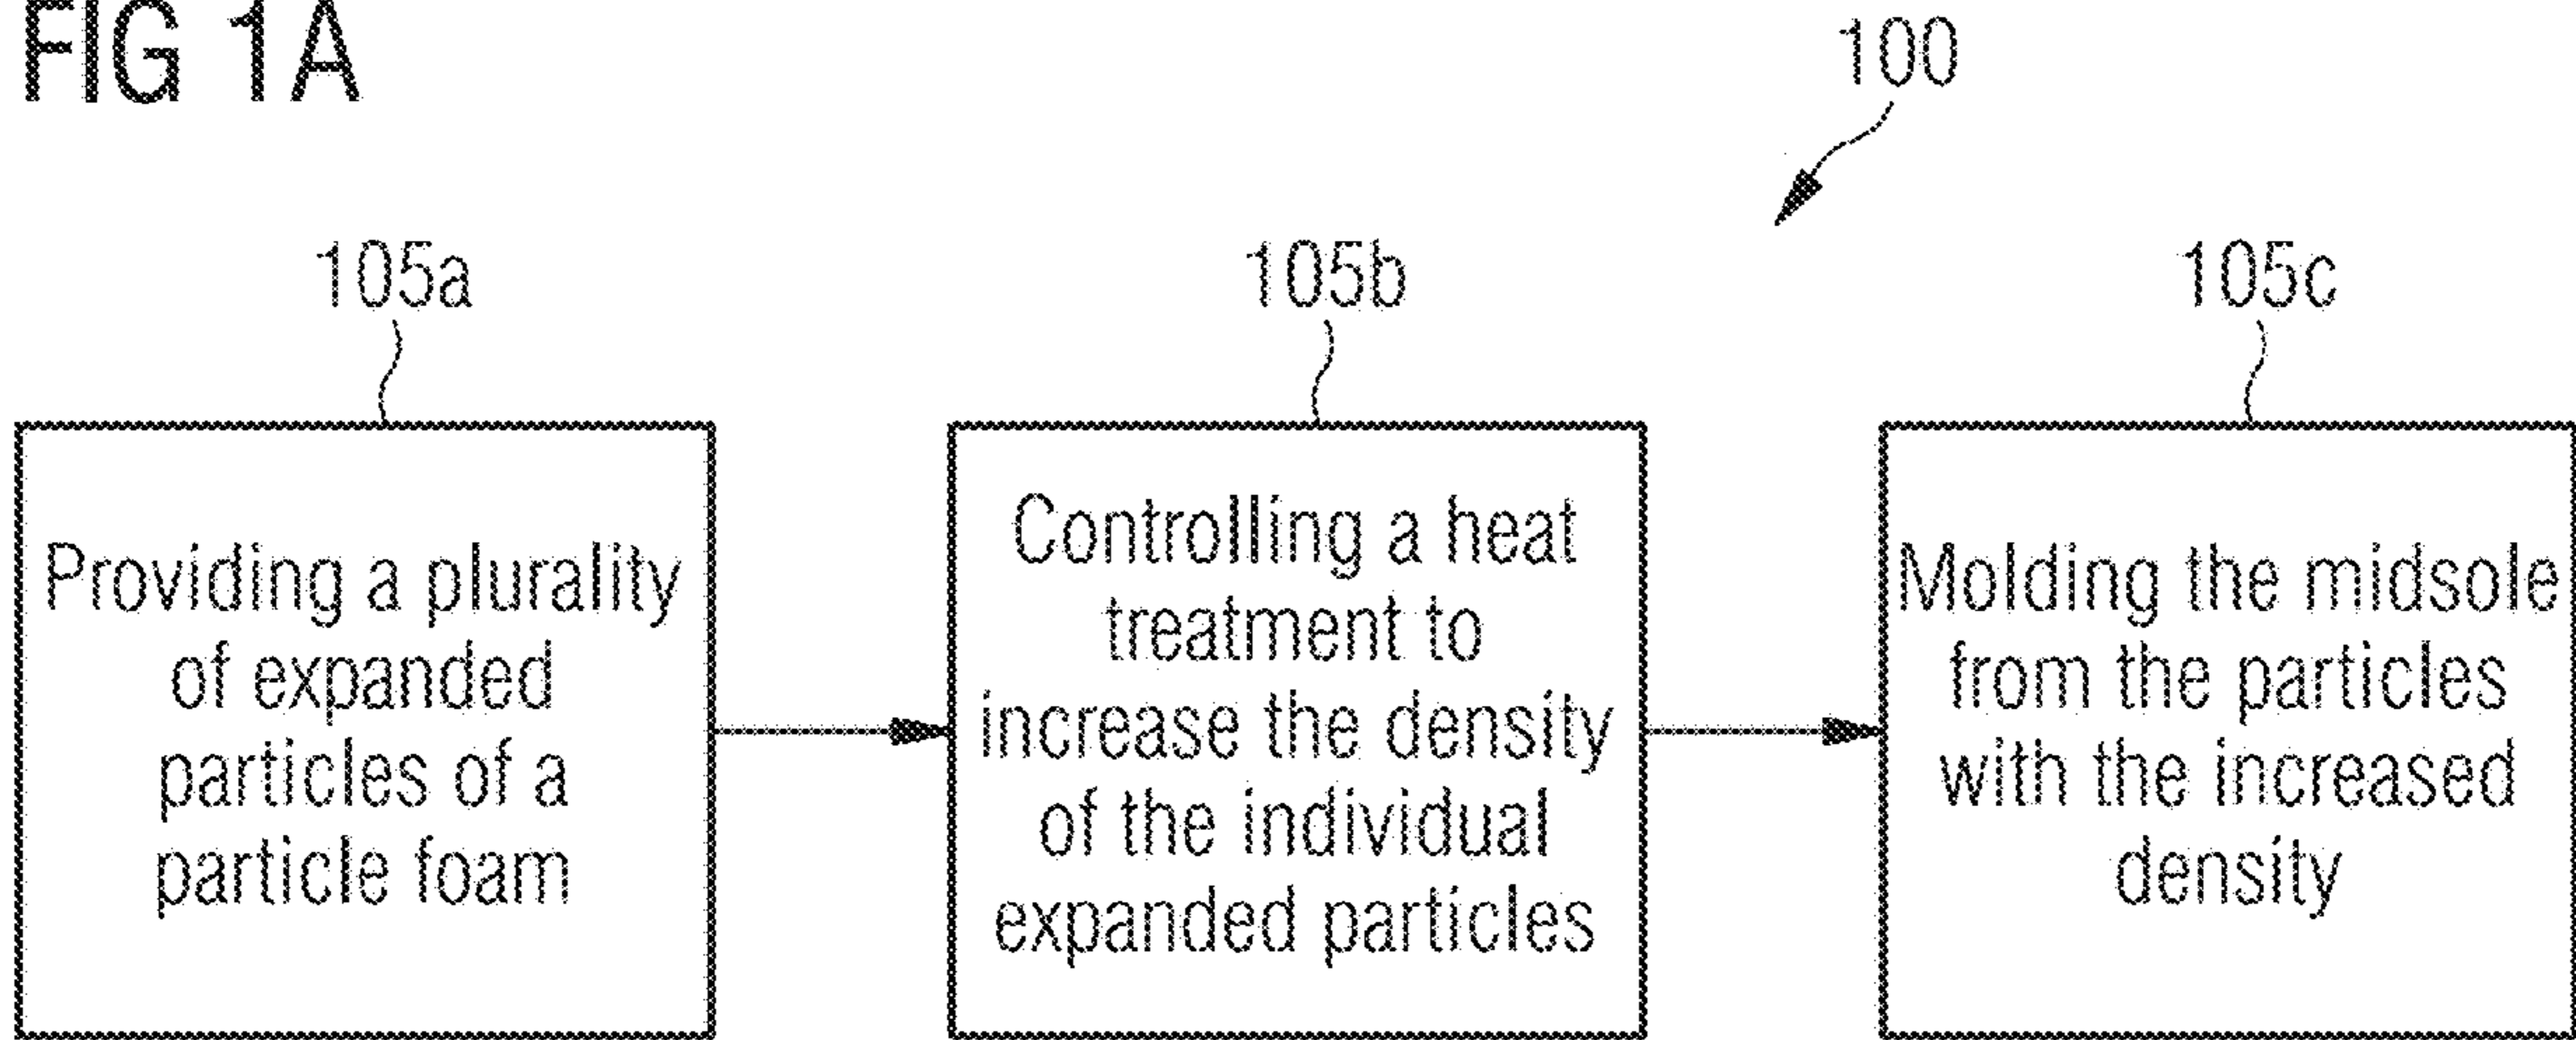 FIG 1A
100
105a
105b
105c
Providing a plurality
of expanded
particles of a
particle foam
Controlling a heat
treatment to
increase the density
of the individual
expanded particles
Molding the midsole
from the particles
with the increased
density